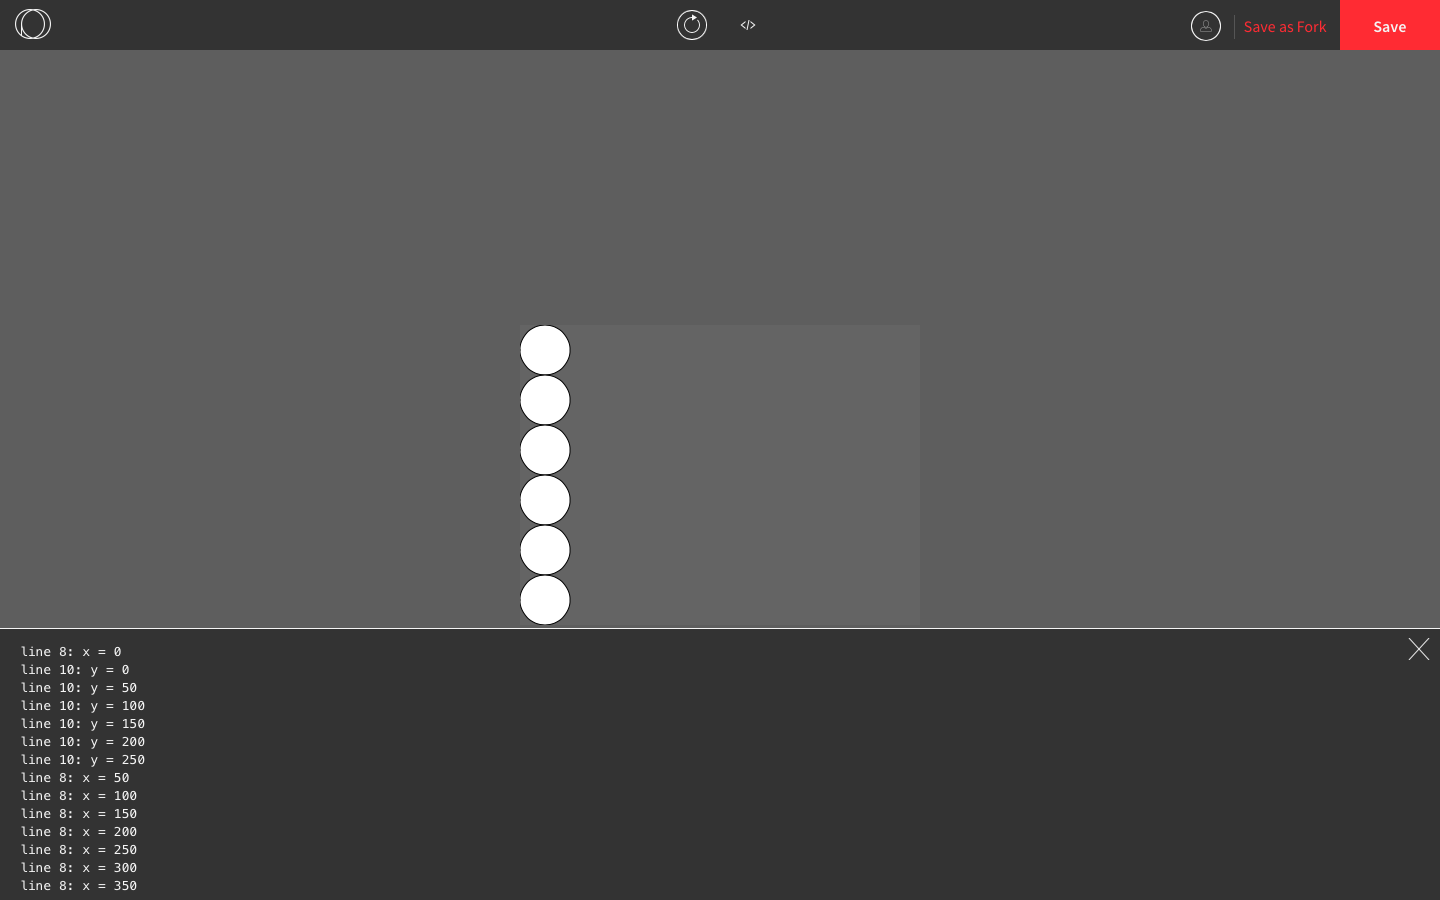 </>
Save as Fork
Save
line 8: x = 0
line 10: y = 0
line 10: y = 50
line 10: y = 100
line 10: y = 150
line 10: y = 200
line 10: y = 250
line 8: x = 50
line 8: x = 100
line 8: x = 150
line 8: x = 200
line 8: x = 250
line 8: x = 300
line 8: x = 350